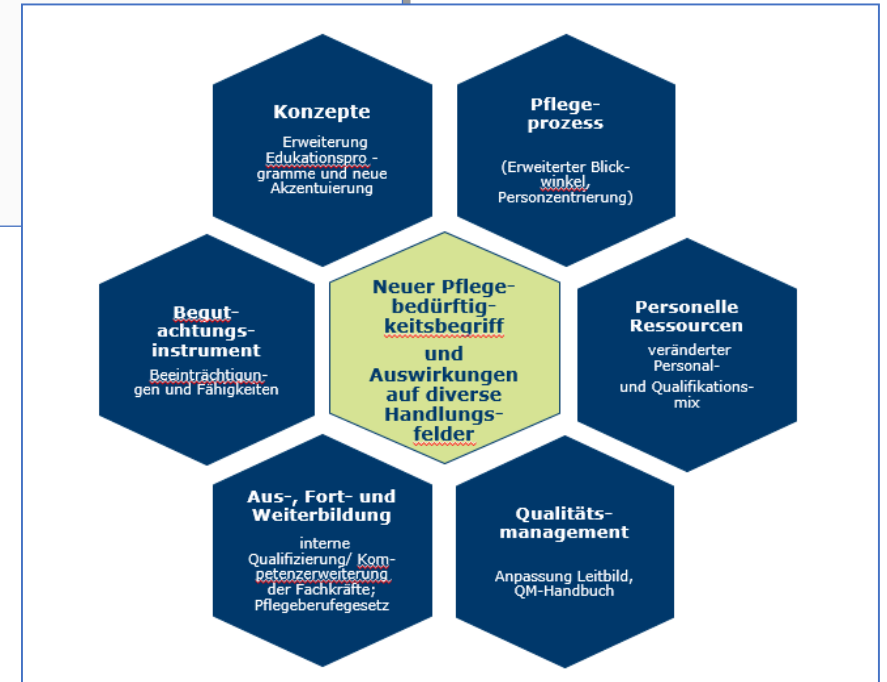 Konzepte
Erweiterung
Edukationspro -
gramme und neue
Akzentuierung
Pflege-
prozess
(Erweiterter Blick-
winkel,
Personzentrierung)
Begut-
achtungs-
instrument
Beeinträchtigun-
gen und Fähigkeiten
Neuer Pflege-
bedürftig-
keitsbegriff
und
Auswirkungen
auf diverse
Handlungs-
felder
Personelle
Ressourcen
veränderter
Personal-
und Qualifikations-
mix
Aus-, Fort- und
Weiterbildung
interne
Qualifizierung/ Kom-
petenzerweiterung
der Fachkräfte;
Pflegeberufegesetz
Qualitäts-
management
Anpassung Leitbild,
QM-Handbuch